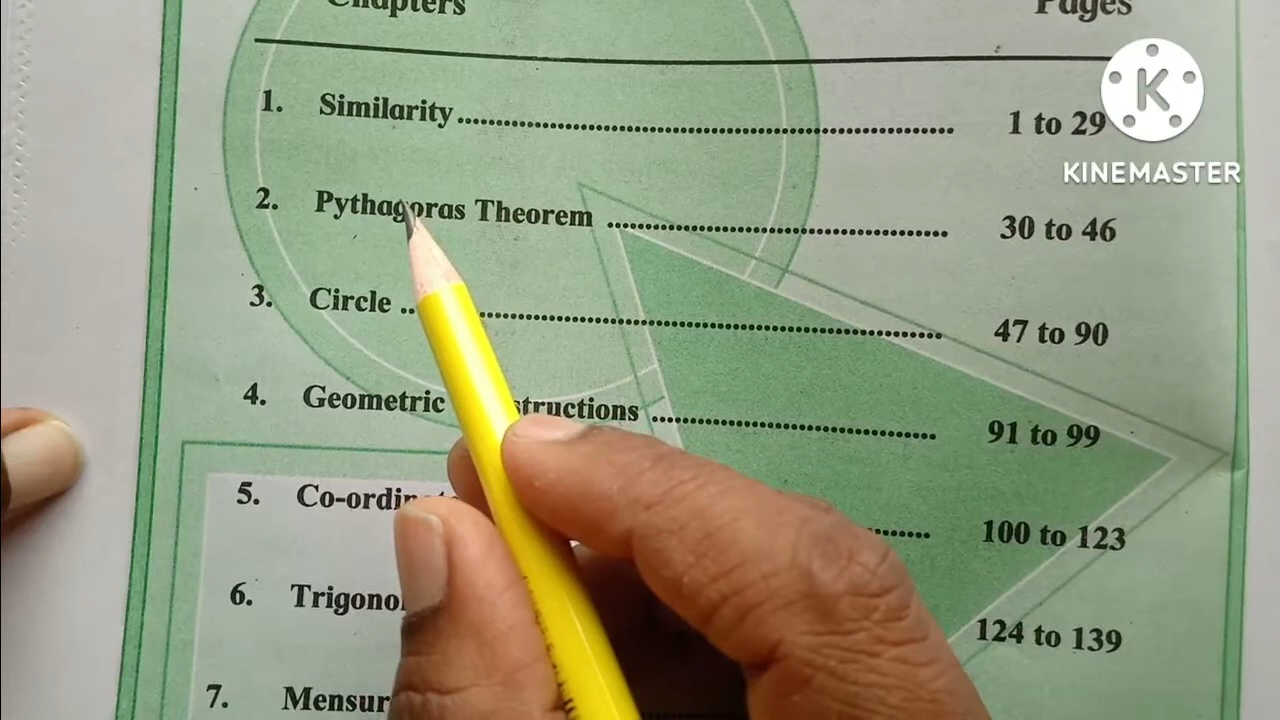 Chapters Pages
1. Similarity 1 to 29
2. Pythagoras Theorem 30 to 46
3. Circle 47 to 90
4. Geometric 91 to 99
5. 100 to 123
6. 124 to 139
7.
K
KINEMASTER